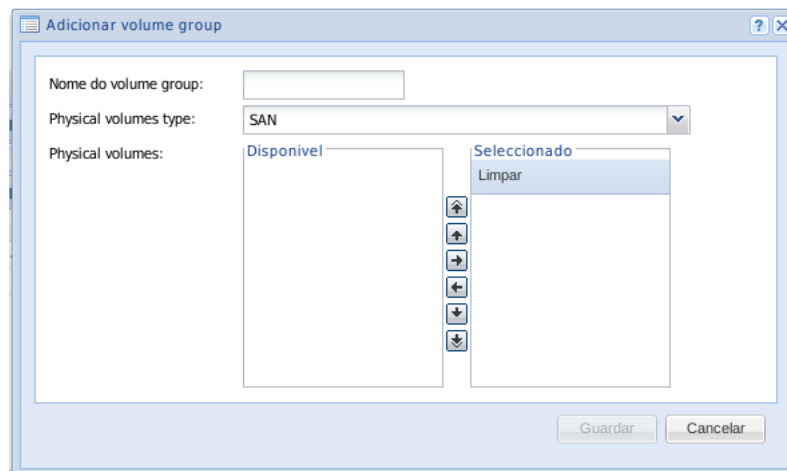 Adicionar volume group
Nome do volume group:
Physical volumes type: SAN
Physical volumes: Disponivel Seleccionado
Limpar
Guardar Cancelar